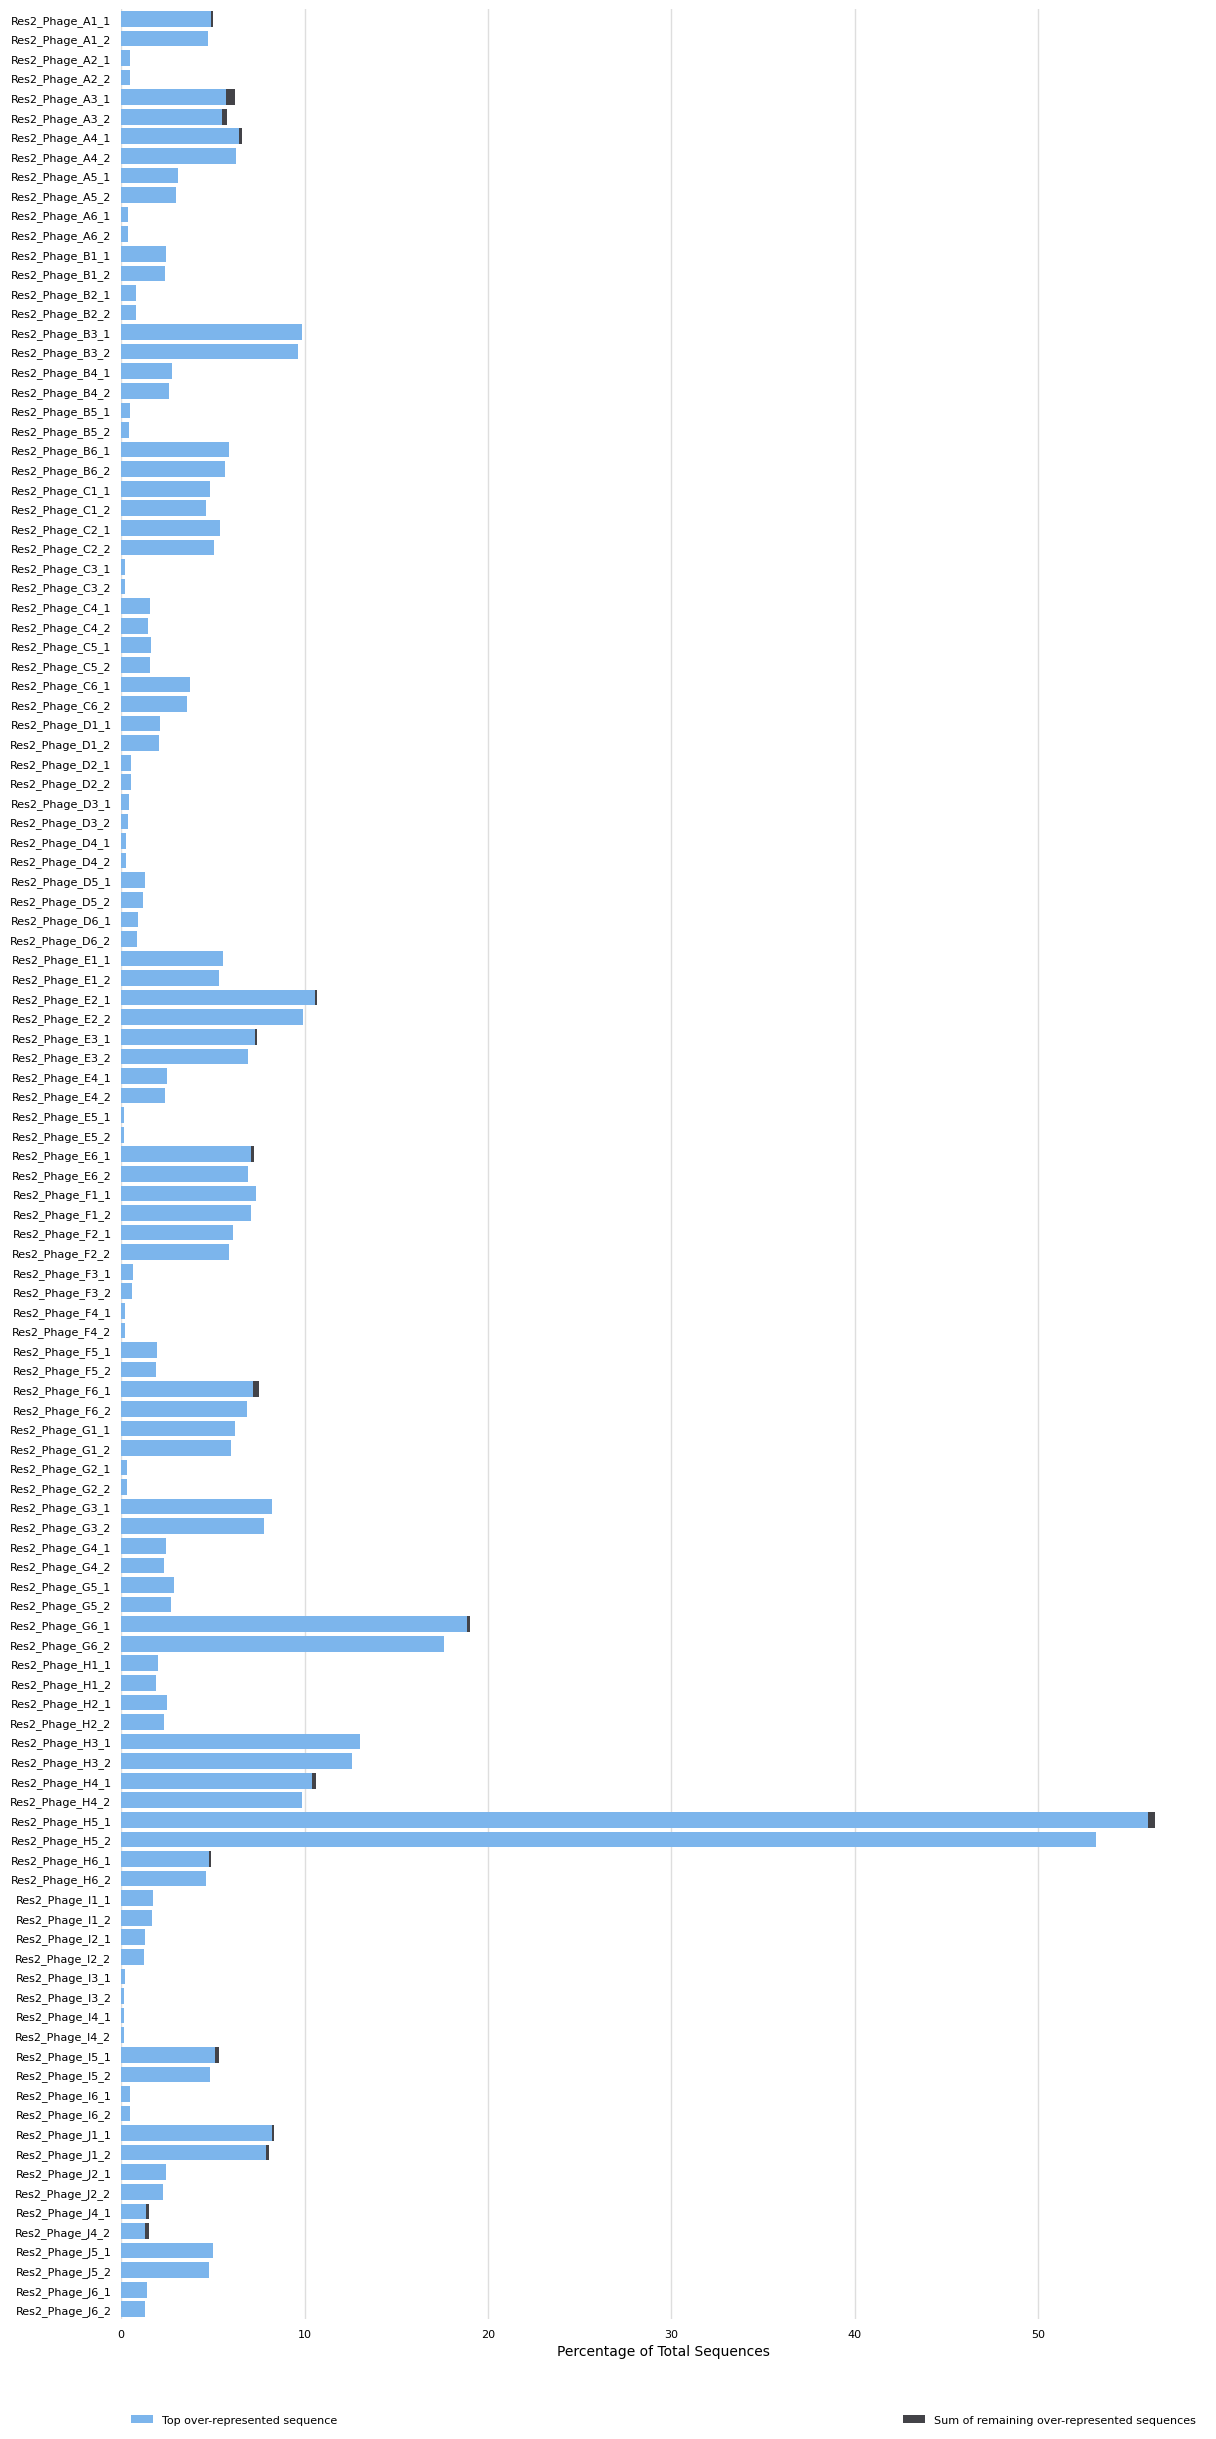 Res2_Phage_A1_1
Res2_Phage_A1_2
Res2_Phage_A2_1
Res2_Phage_A2_2
Res2_Phage_A3_1
Res2_Phage_A3_2
Res2_Phage_A4_1
Res2_Phage_A4_2
Res2_Phage_A5_1
Res2_Phage_A5_2
Res2_Phage_A6_1
Res2_Phage_A6_2
Res2_Phage_B1_1
Res2_Phage_B1_2
Res2_Phage_B2_1
Res2_Phage_B2_2
Res2_Phage_B3_1
Res2_Phage_B3_2
Res2_Phage_B4_1
Res2_Phage_B4_2
Res2_Phage_B5_1
Res2_Phage_B5_2
Res2_Phage_B6_1
Res2_Phage_B6_2
Res2_Phage_C1_1
Res2_Phage_C1_2
Res2_Phage_C2_1
Res2_Phage_C2_2
Res2_Phage_C3_1
Res2_Phage_C3_2
Res2_Phage_C4_1
Res2_Phage_C4_2
Res2_Phage_C5_1
Res2_Phage_C5_2
Res2_Phage_C6_1
Res2_Phage_C6_2
Res2_Phage_D1_1
Res2_Phage_D1_2
Res2_Phage_D2_1
Res2_Phage_D2_2
Res2_Phage_D3_1
Res2_Phage_D3_2
Res2_Phage_D4_1
Res2_Phage_D4_2
Res2_Phage_D5_1
Res2_Phage_D5_2
Res2_Phage_D6_1
Res2_Phage_D6_2
Res2_Phage_E1_1
Res2_Phage_E1_2
Res2_Phage_E2_1
Res2_Phage_E2_2
Res2_Phage_E3_1
Res2_Phage_E3_2
Res2_Phage_E4_1
Res2_Phage_E4_2
Res2_Phage_E5_1
Res2_Phage_E5_2
Res2_Phage_E6_1
Res2_Phage_E6_2
Res2_Phage_F1_1
Res2_Phage_F1_2
Res2_Phage_F2_1
Res2_Phage_F2_2
Res2_Phage_F3_1
Res2_Phage_F3_2
Res2_Phage_F4_1
Res2_Phage_F4_2
Res2_Phage_F5_1
Res2_Phage_F5_2
Res2_Phage_F6_1
Res2_Phage_F6_2
Res2_Phage_G1_1
Res2_Phage_G1_2
Res2_Phage_G2_1
Res2_Phage_G2_2
Res2_Phage_G3_1
Res2_Phage_G3_2
Res2_Phage_G4_1
Res2_Phage_G4_2
Res2_Phage_G5_1
Res2_Phage_G5_2
Res2_Phage_G6_1
Res2_Phage_G6_2
Res2_Phage_H1_1
Res2_Phage_H1_2
Res2_Phage_H2_1
Res2_Phage_H2_2
Res2_Phage_H3_1
Res2_Phage_H3_2
Res2_Phage_H4_1
Res2_Phage_H4_2
Res2_Phage_H5_1
Res2_Phage_H5_2
Res2_Phage_H6_1
Res2_Phage_H6_2
Res2_Phage_I1_1
Res2_Phage_I1_2
Res2_Phage_I2_1
Res2_Phage_I2_2
Res2_Phage_I3_1
Res2_Phage_I3_2
Res2_Phage_I4_1
Res2_Phage_I4_2
Res2_Phage_I5_1
Res2_Phage_I5_2
Res2_Phage_I6_1
Res2_Phage_I6_2
Res2_Phage_J1_1
Res2_Phage_J1_2
Res2_Phage_J2_1
Res2_Phage_J2_2
Res2_Phage_J4_1
Res2_Phage_J4_2
Res2_Phage_J5_1
Res2_Phage_J5_2
Res2_Phage_J6_1
Res2_Phage_J6_2
0 10 20 30 40 50
Percentage of Total Sequences
Top over-represented sequence Sum of remaining over-represented sequences